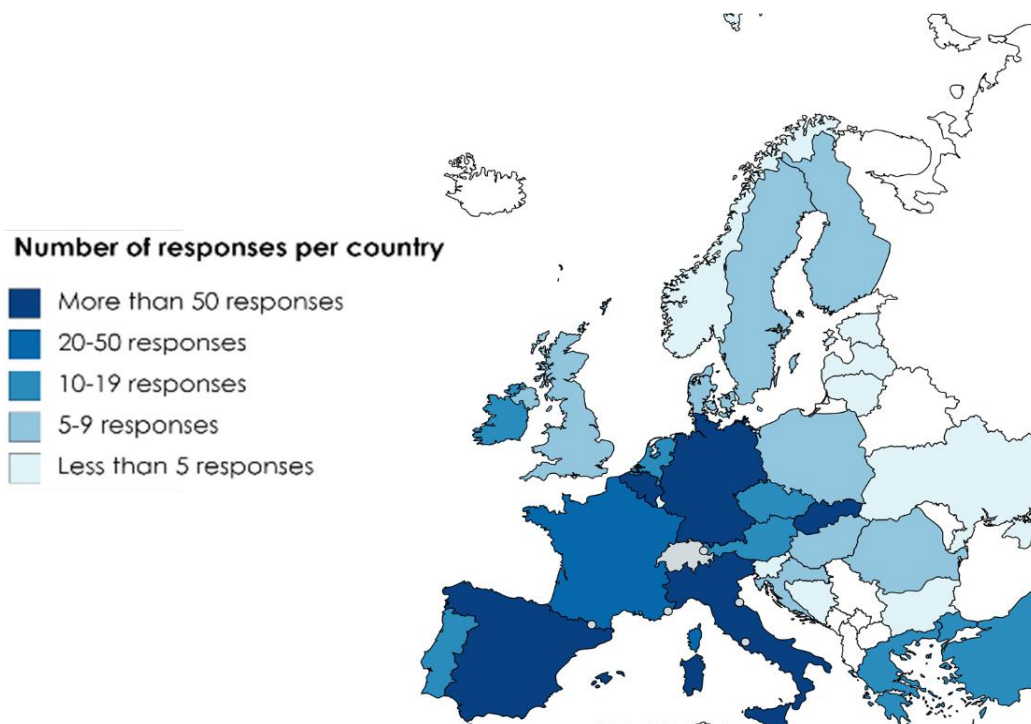 Number of responses per country
More than 50 responses
20-50 responses
10-19 responses
5-9 responses
Less than 5 responses